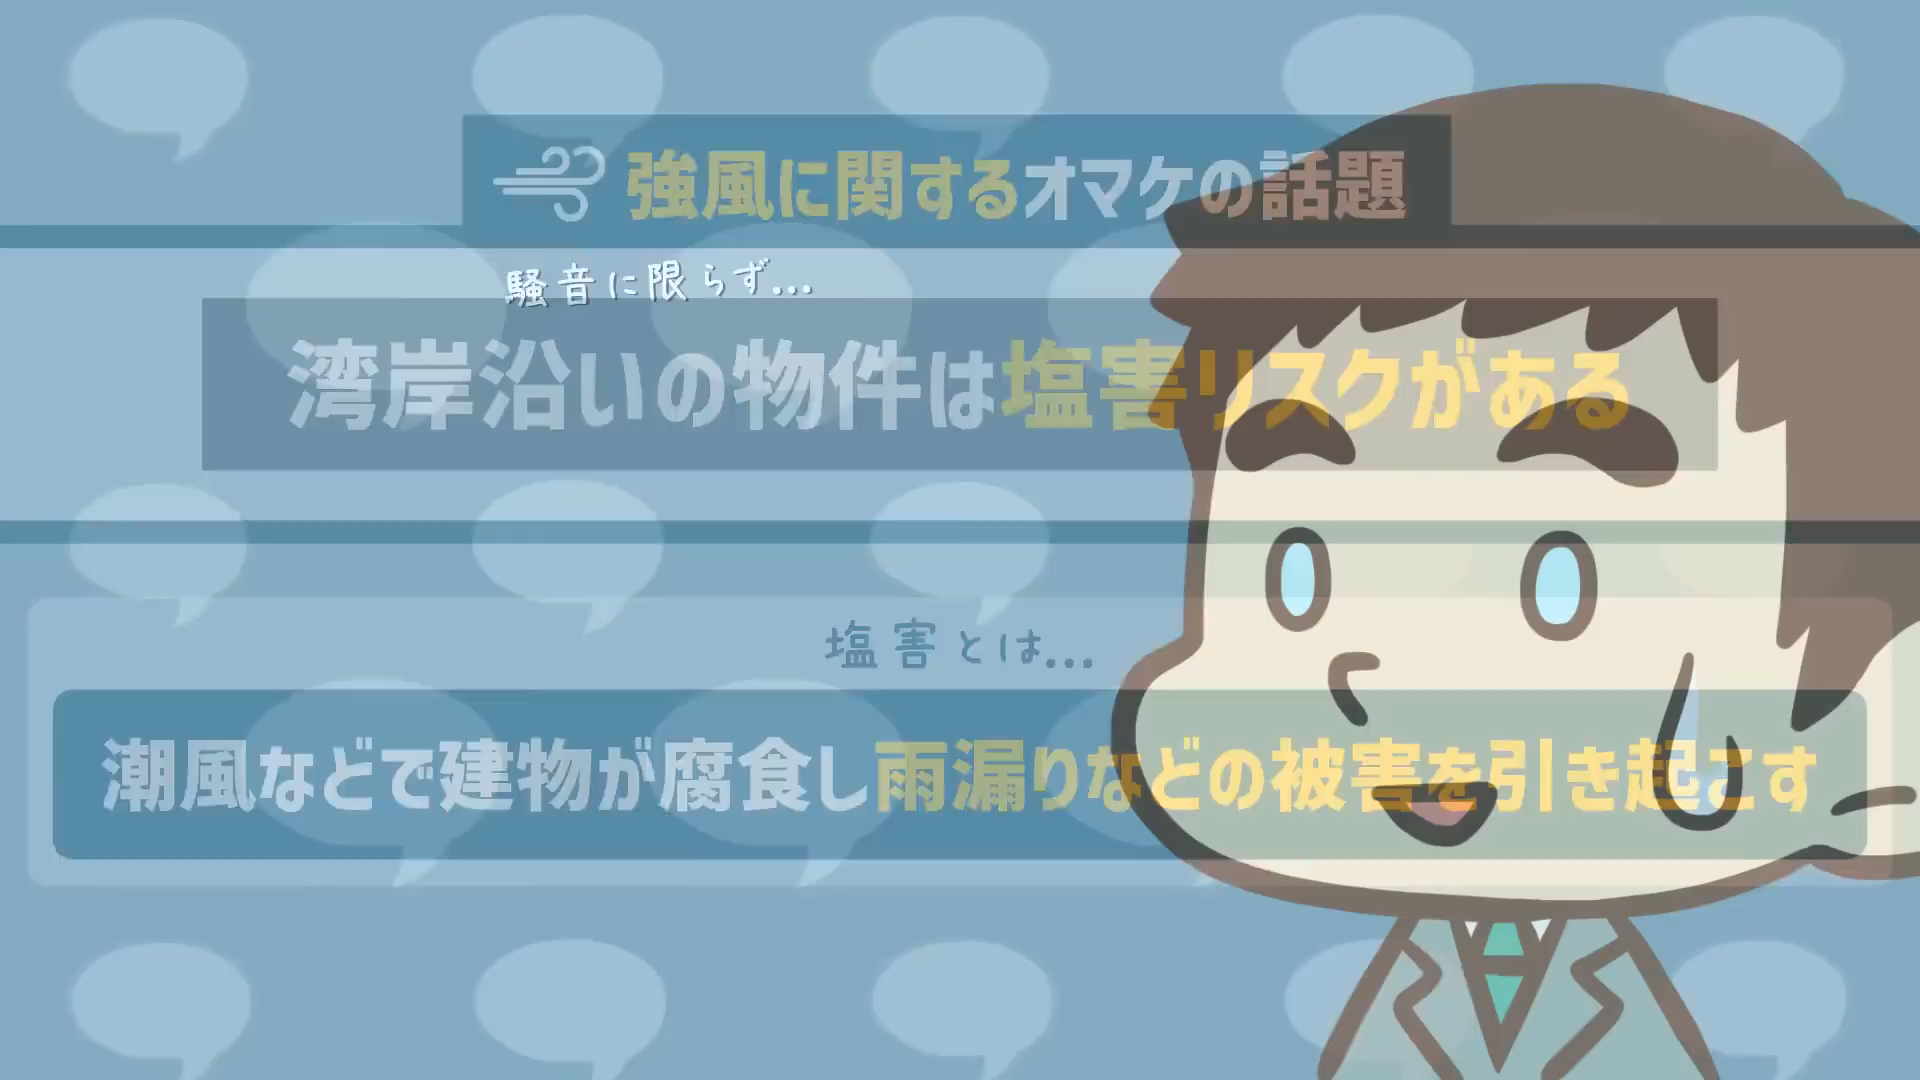 強風に関するオマケの話題
騒音に限らず...
湾岸沿いの物件は塩害リスクがある
塩害とは...
潮風などで建物が腐食し雨漏りなどの被害を引き起こす